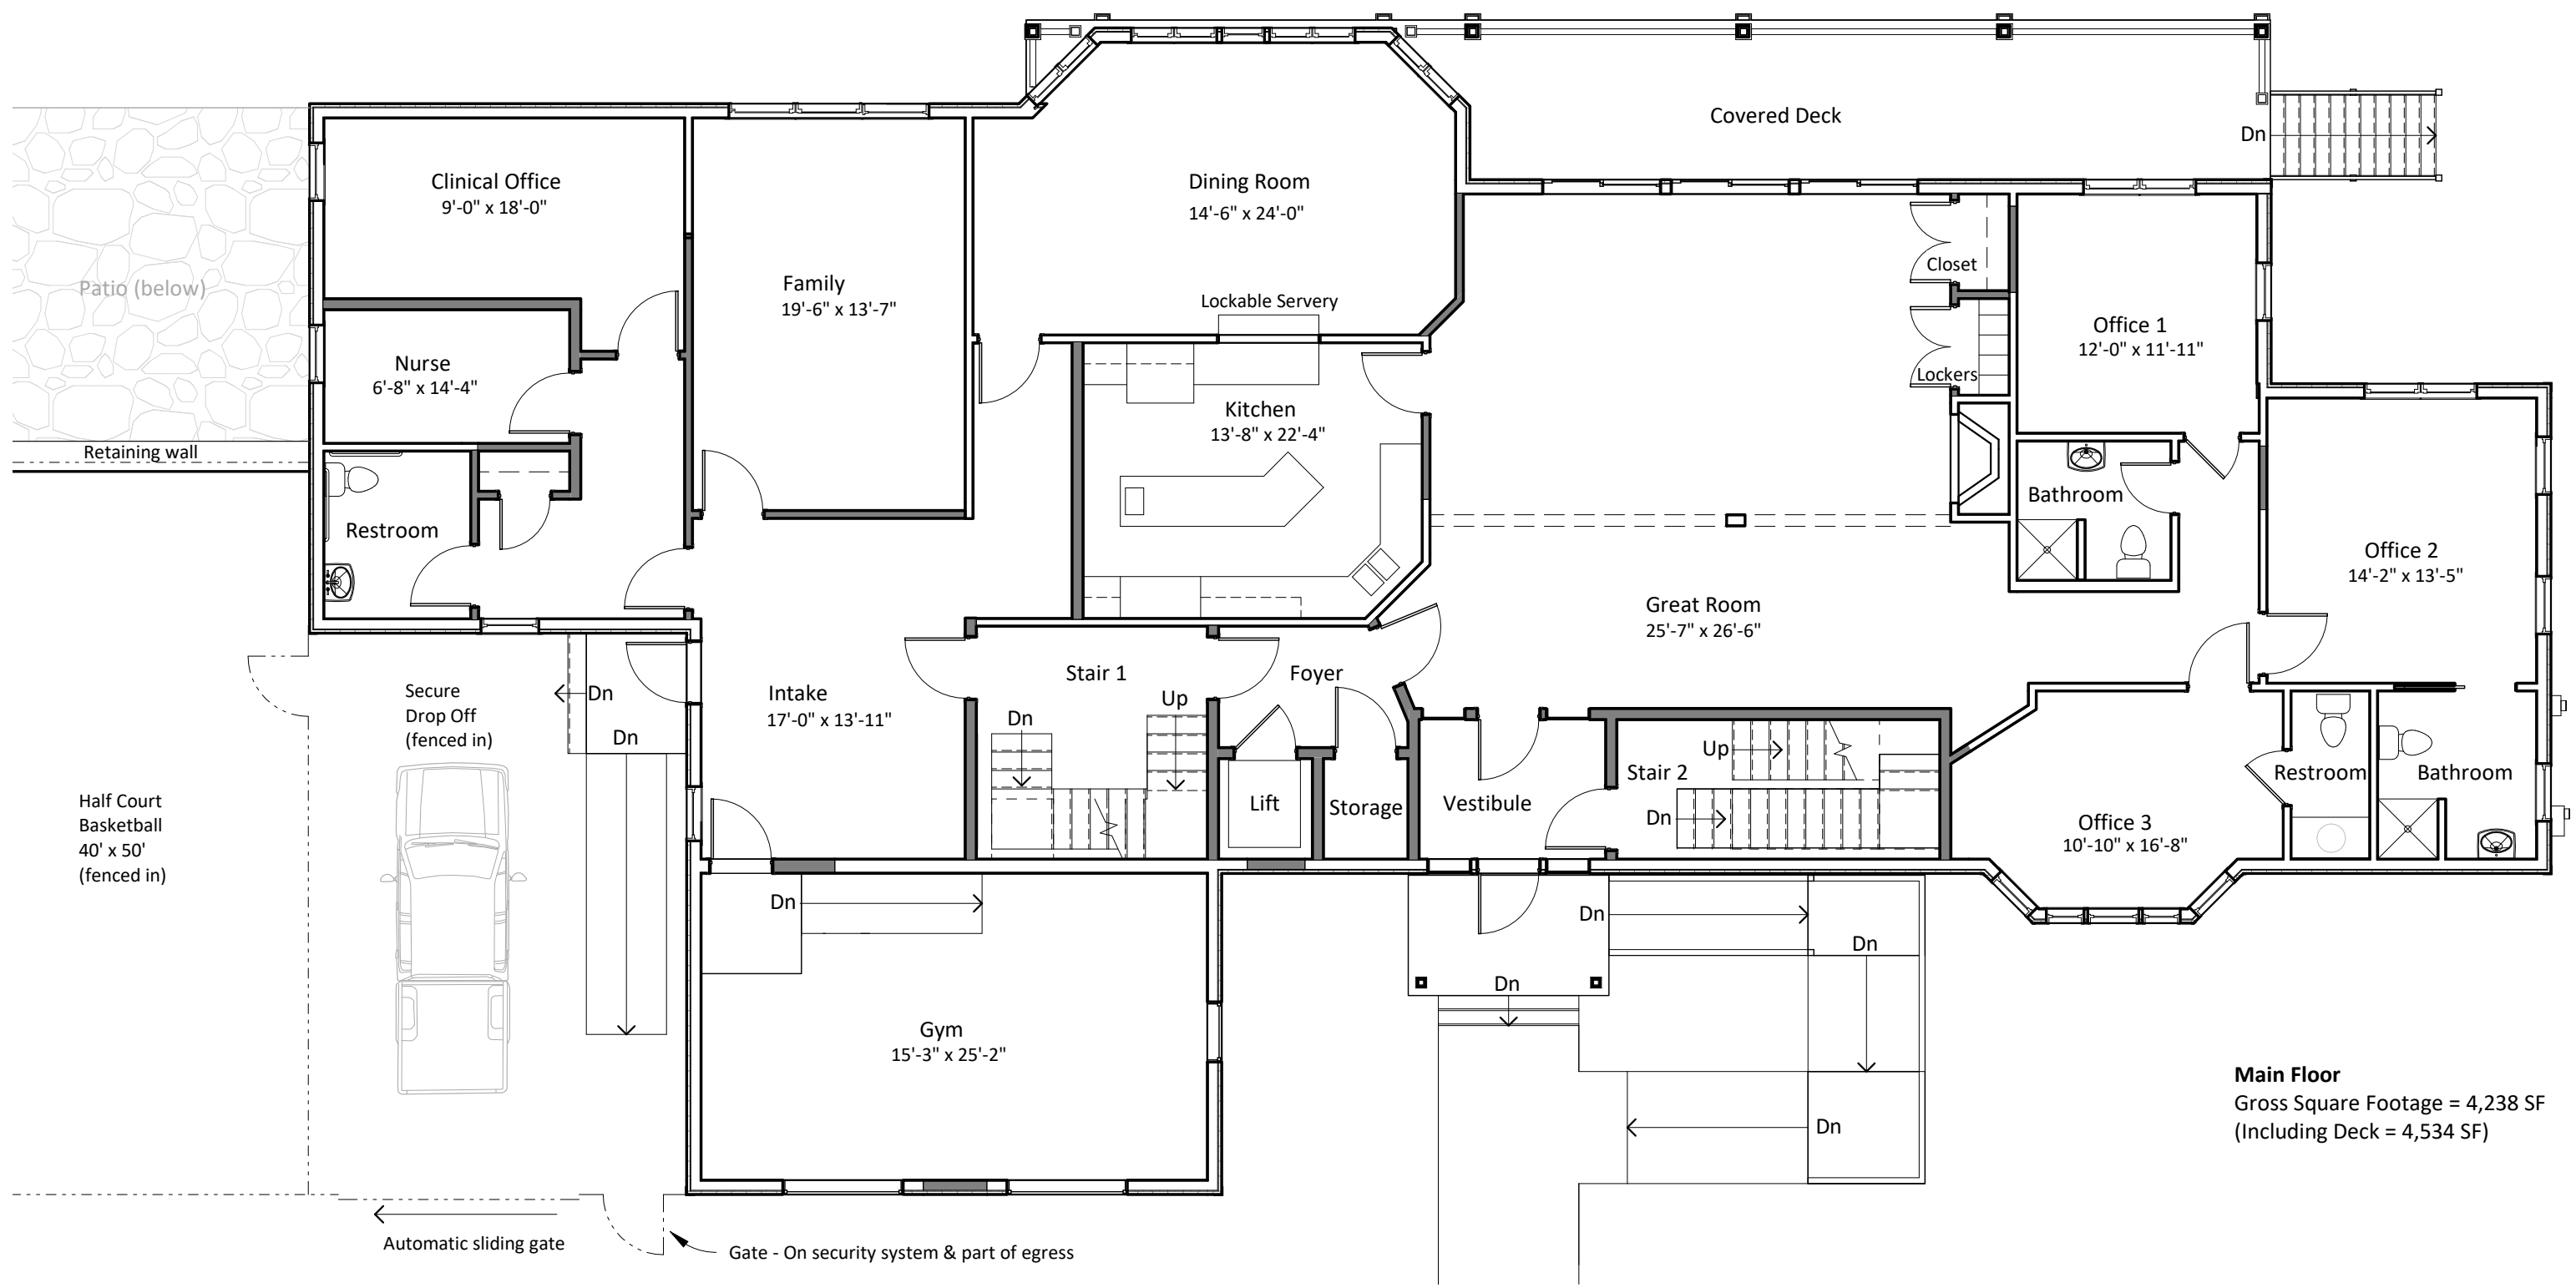 Covered Deck
Dn
Clinical Office
9'-0" x 18'-0"
Dining Room
14'-6" x 24'-0"
Patio (below)
Family
19'-6" x 13'-7"
Lockable Servery
Closet
Office 1
12'-0" x 11'-11"
Nurse
6'-8" x 14'-4"
Lockers
Kitchen
13'-8" x 22'-4"
Retaining wall
Restroom
Bathroom
Office 2
14'-2" x 13'-5"
Great Room
25'-7" x 26'-6"
Secure
Drop Off
(fenced in)
Dn
Dn
Intake
17'-0" x 13'-11"
Stair 1
Dn
Up
Foyer
Lift
Storage
Vestibule
Stair 2
Up
Dn
Office 3
10'-10" x 16'-8"
Restroom
Bathroom
Half Court
Basketball
40' x 50'
(fenced in)
Dn
Gym
15'-3" x 25'-2"
Dn
Dn
Dn
Dn
Main Floor
Gross Square Footage = 4,238 SF
(Including Deck = 4,534 SF)
Automatic sliding gate
Gate - On security system & part of egress